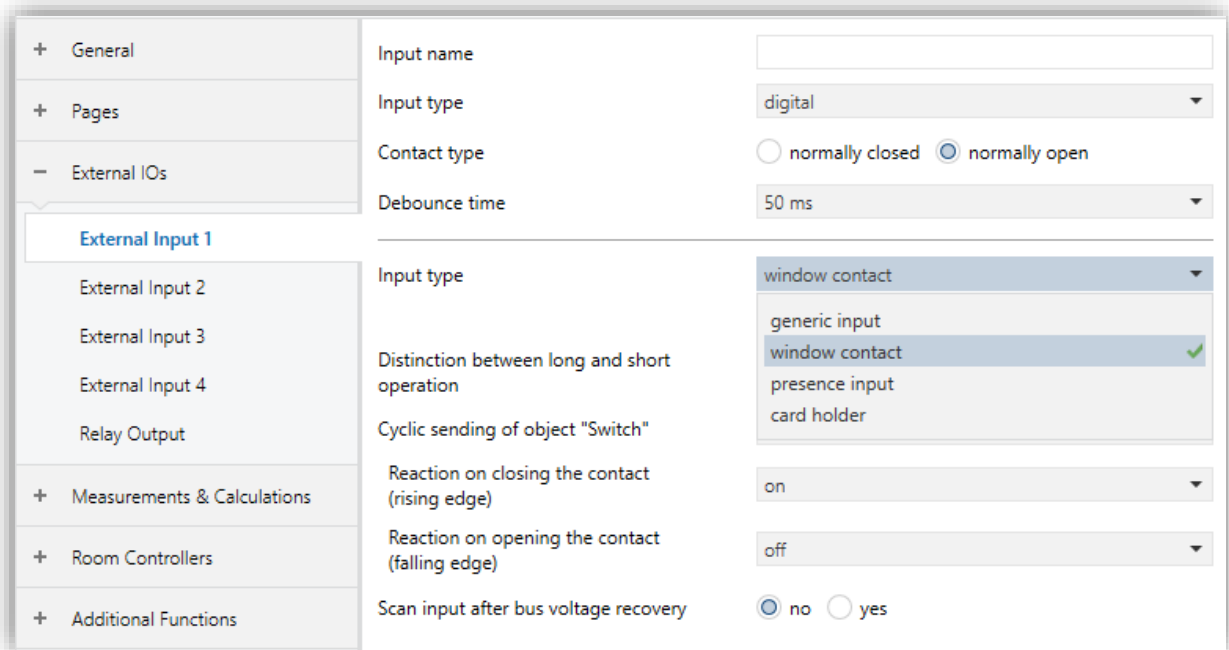 General
Pages
External IOs
External Input 1
External Input 2
External Input 3
External Input 4
Relay Output
Measurements & Calculations
Room Controllers
Additional Functions
Input name
Input type
digital
Contact type
normally closed
normally open
Debounce time
50 ms
Input type
window contact
generic input
window contact
presence input
card holder
Distinction between long and short
operation
Cyclic sending of object "Switch"
Reaction on closing the contact
(rising edge)
on
Reaction on opening the contact
(falling edge)
off
Scan input after bus voltage recovery
no
yes